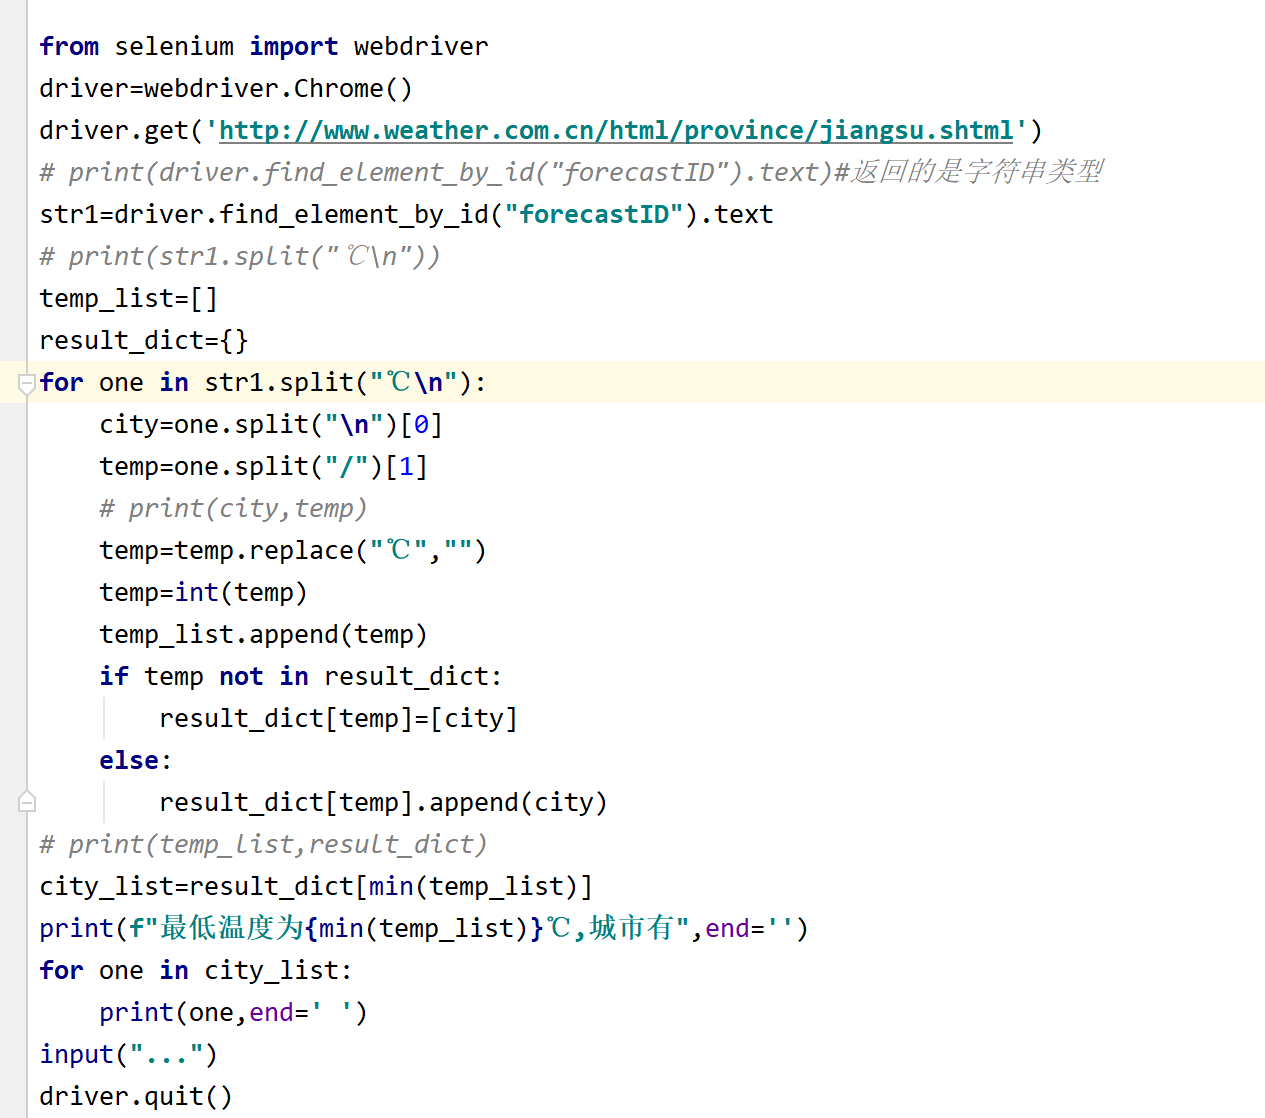 from selenium import webdriver
driver=webdriver.Chrome()
driver.get('http://www.weather.com.cn/html/province/jiangsu.shtml')
# print(driver.find_element_by_id("forecastID").text)#返回的是字符串类型
str1=driver.find_element_by_id("forecastID").text
# print(str1.split("℃\n"))
temp_list=[]
result_dict={}
for one in str1.split("℃\n"):
    city=one.split("\n")[0]
    temp=one.split("/")[1]
    # print(city,temp)
    temp=temp.replace("℃","")
    temp=int(temp)
    temp_list.append(temp)
    if temp not in result_dict:
        result_dict[temp]=[city]
    else:
        result_dict[temp].append(city)
# print(temp_list,result_dict)
city_list=result_dict[min(temp_list)]
print(f"最低温度为{min(temp_list)}℃,城市有",end='')
for one in city_list:
    print(one,end=' ')
input("...")
driver.quit()